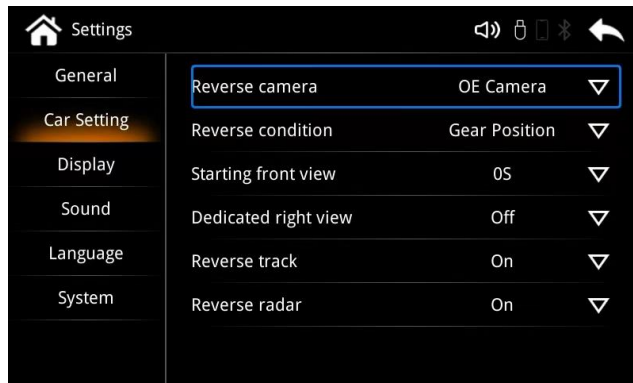 Settings
General
Car Setting
Display
Sound
Language
System
Reverse camera OE Camera
Reverse condition Gear Position
Starting front view 0S
Dedicated right view Off
Reverse track On
Reverse radar On